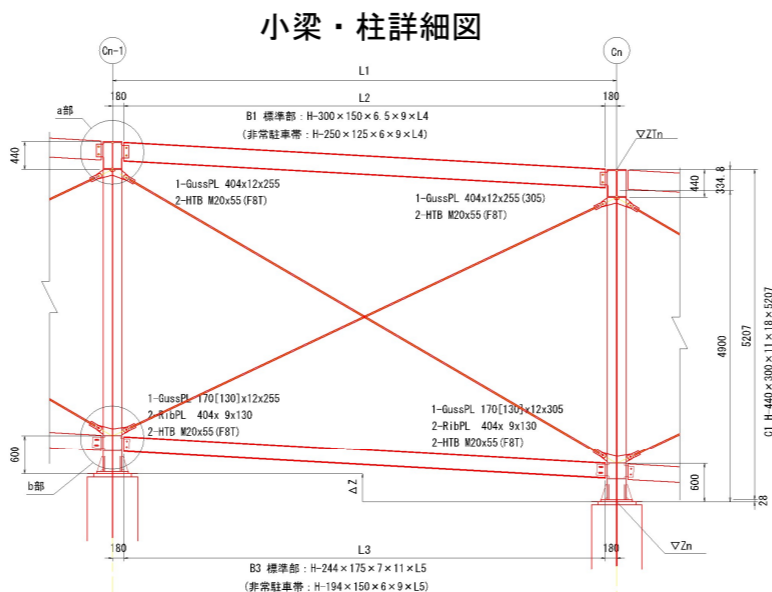 小梁・柱詳細図
Cn-1
Cn
L1
180
L2
180
a部
B1 標準部：H-300×150×6.5×9×L4
(非常駐車帯：H-250×125×6×9×L4)
▽ZTn
440
440
334.8
1-GussPL 404x12x255
2-HTB M20x55(F8T)
1-GussPL 404x12x255(305)
2-HTB M20x55(F8T)
4900
5207
C1 H-440×300×11×18×5207
1-GussPL 170[130]x12x255
2-RibPL 404x 9x130
2-HTB M20x55(F8T)
1-GussPL 170[130]x12x305
2-RibPL 404x 9x130
2-HTB M20x55(F8T)
600
b部
ΔZ
600
28
▽Zn
180
L3
180
B3 標準部：H-244×175×7×11×L5
(非常駐車帯：H-194×150×6×9×L5)